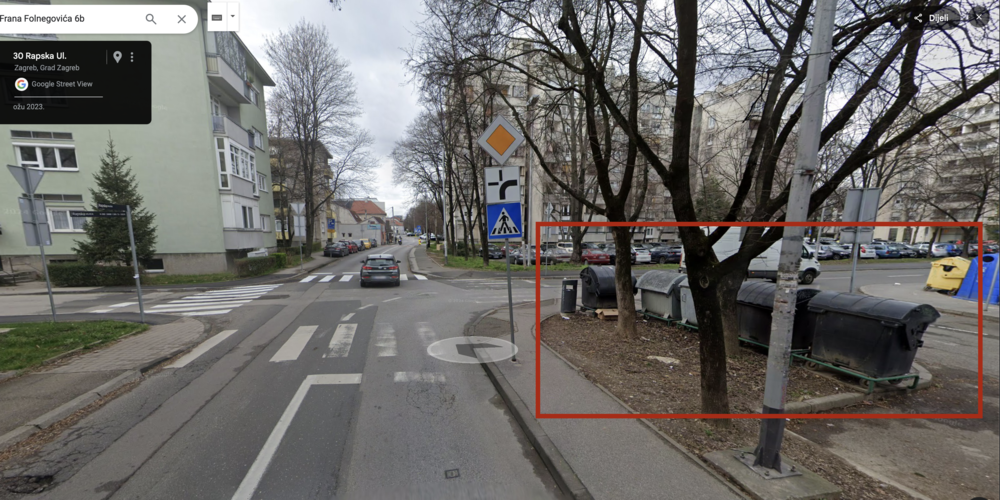 Frana Folnegovića 6b
Dijeli
30 Rapska Ul.
Zagreb, Grad Zagreb
Google Street View
ožu 2023.